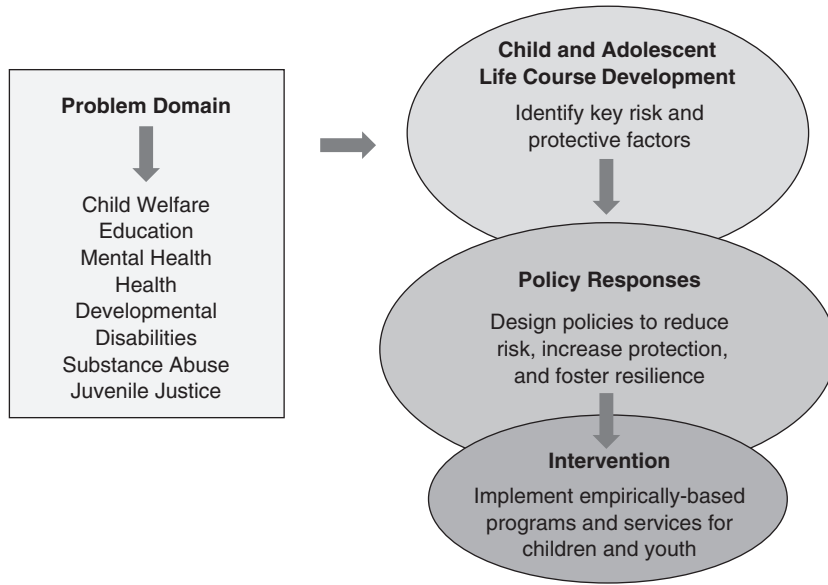 Problem Domain
Child Welfare
Education
Mental Health
Health
Developmental
Disabilities
Substance Abuse
Juvenile Justice
Child and Adolescent
Life Course Development
Identify key risk and
protective factors
Policy Responses
Design policies to reduce
risk, increase protection,
and foster resilience
Intervention
Implement empirically-based
programs and services for
children and youth